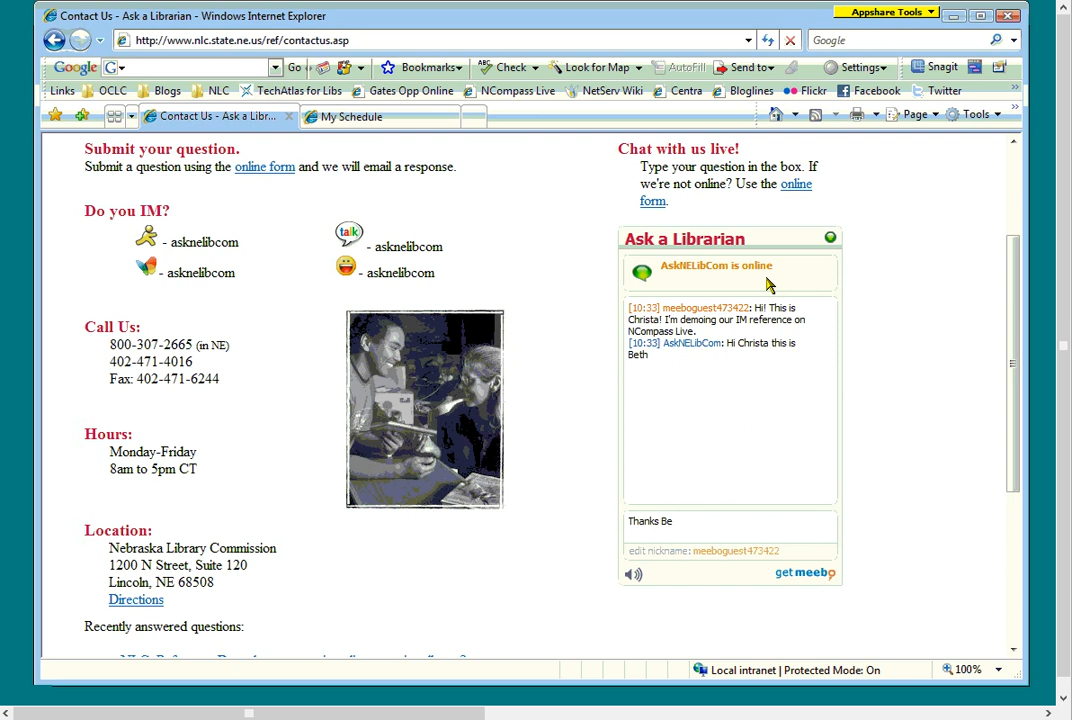 Contact Us - Ask a Librarian - Windows Internet Explorer
Appshare Tools
http://www.nlc.state.ne.us/ref/contactus.asp
Google
Google
G
Go
Bookmarks
ABC
Check
Look for Map
AutoFill
Send to
Settings
Snagit
Links
OCLC
Blogs
NLC
TechAtlas for Libs
Gates Opp Online
NCompass Live
NetServ Wiki
Centra
Bloglines
Flickr
Facebook
Twitter
Contact Us - Ask a Libr...
My Schedule
Page
Tools
Submit your question.
Submit a question using the online form and we will email a response.
Do you IM?
- asknelibcom
talk
- asknelibcom
- asknelibcom
- asknelibcom
Call Us:
800-307-2665 (in NE)
402-471-4016
Fax: 402-471-6244
Hours:
Monday-Friday
8am to 5pm CT
Location:
Nebraska Library Commission
1200 N Street, Suite 120
Lincoln, NE 68508
Directions
Recently answered questions:
Chat with us live!
Type your question in the box. If
we're not online? Use the online
form.
Ask a Librarian
AskNELibCom is online
[10:33] meeboguest473422: Hi! This is
Christa! I'm demoing our IM reference on
NCompass Live.
[10:33] AskNELibCom: Hi Christa this is
Beth
Thanks Be
edit nickname: meeboguest473422
get meebo
Local intranet | Protected Mode: On
100%